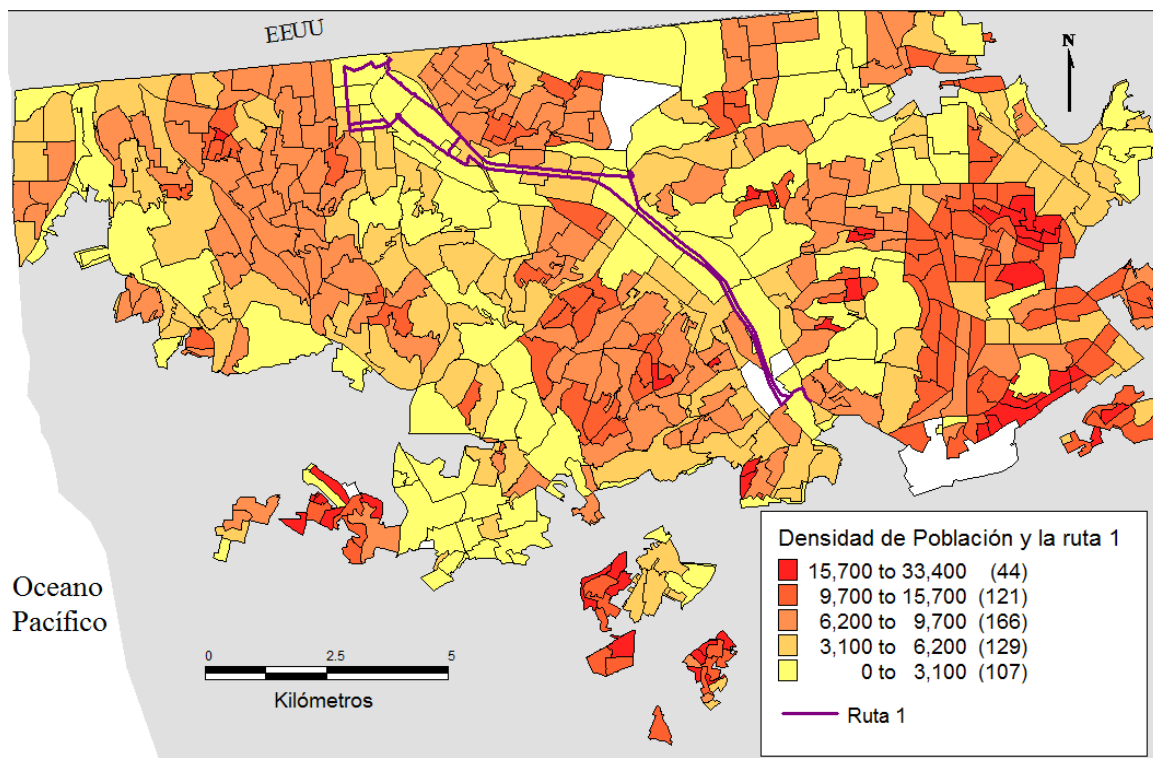 EEUU
N
Oceano
Pacífico
0 2.5 5
Kilómetros
Densidad de Población y la ruta 1
15,700 to 33,400 (44)
9,700 to 15,700 (121)
6,200 to 9,700 (166)
3,100 to 6,200 (129)
0 to 3,100 (107)
Ruta 1